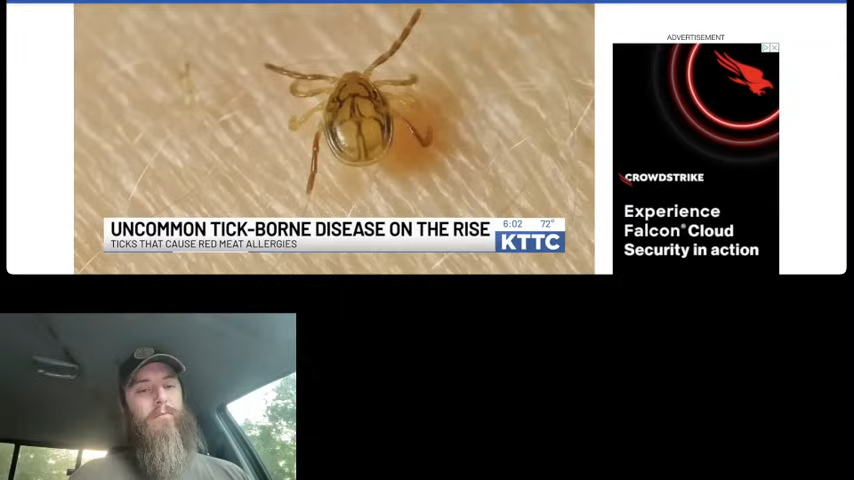 ADVERTISEMENT
UNCOMMON TICK-BORNE DISEASE ON THE RISE
TICKS THAT CAUSE RED MEAT ALLERGIES
6:02 72°
KTTC
CROWDSTRIKE
Experience
Falcon® Cloud
Security in action